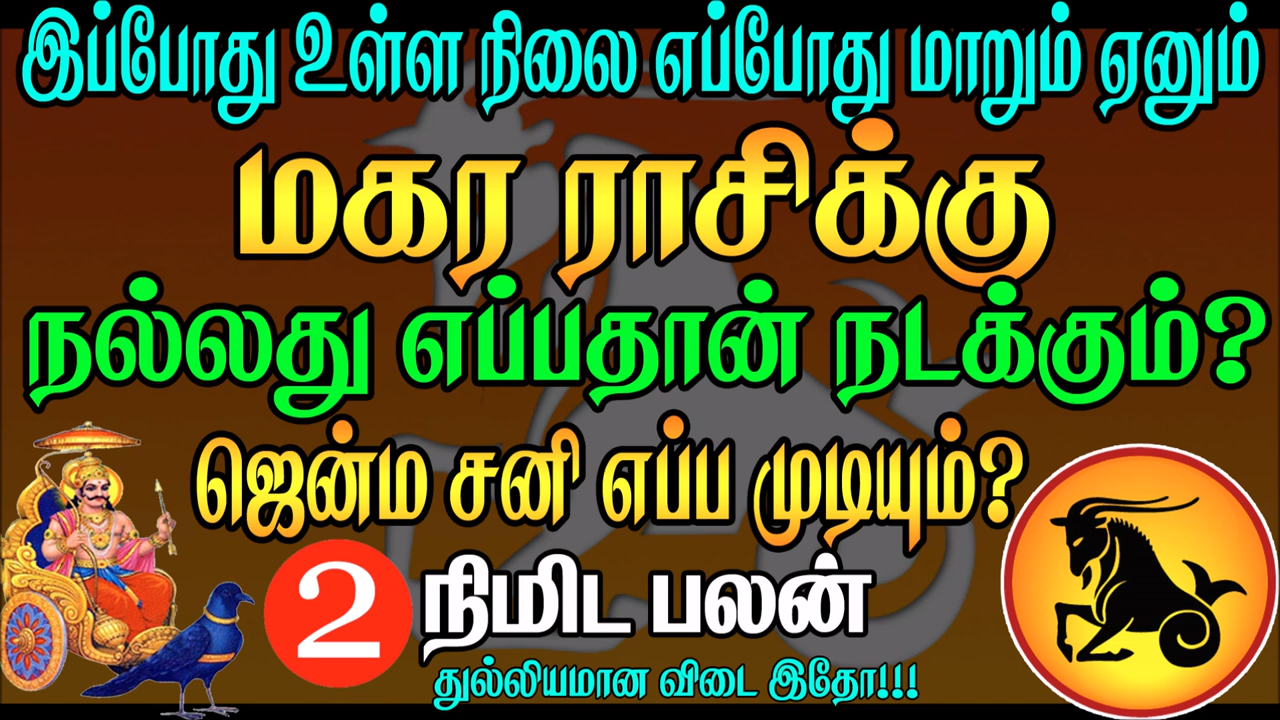 இப்போது உள்ள நிலை எப்போது மாறும் ஏனும்
மகர ராசிக்கு
நல்லது எப்பதான் நடக்கும்?
ஜென்ம சனி எப்ப முடியும்?
2 நிமிட பலன்
துல்லியமான விடை இதோ!!!